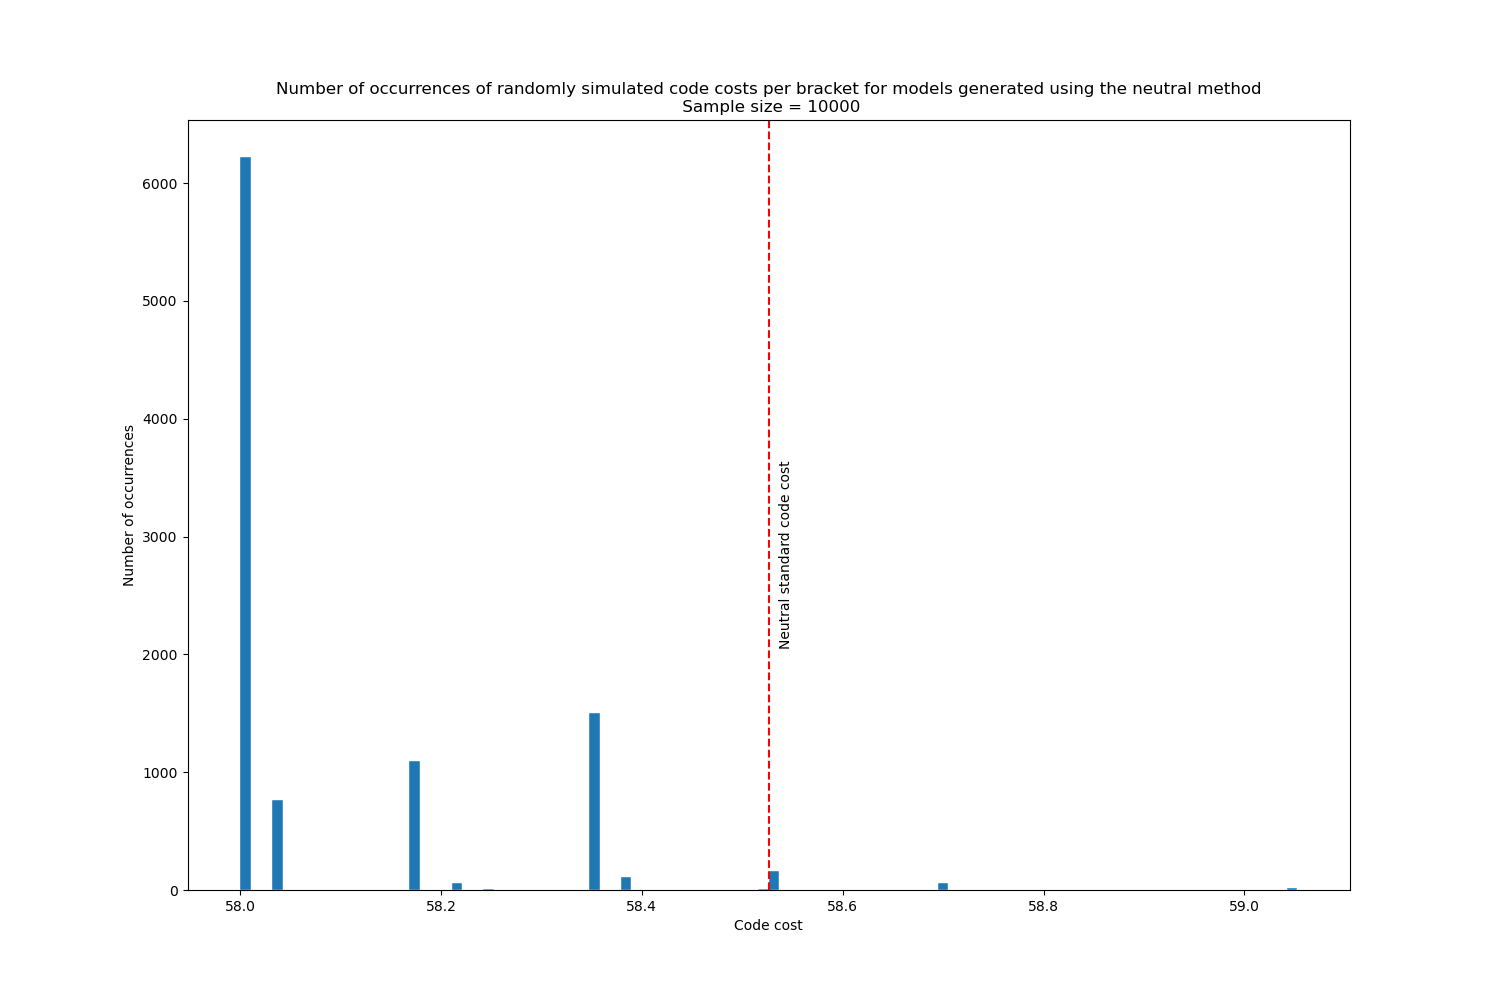 Number of occurrences of randomly simulated code costs per bracket for models generated using the neutral method
Sample size = 10000
6000
5000
4000
3000
2000
1000
0
Number of occurrences
Neutral standard code cost
58.0 58.2 58.4 58.6 58.8 59.0
Code cost